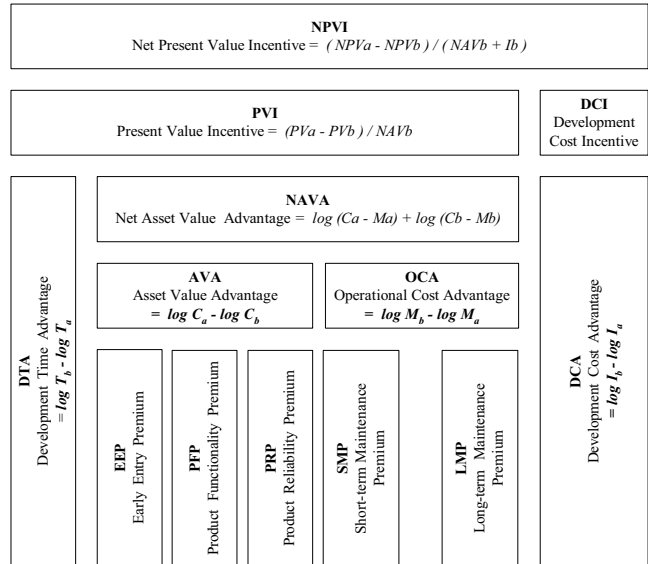 NPVI
Net Present Value Incentive = ( NPVa - NPVb ) / ( NAVb + Ib )
PVI
Present Value Incentive = (PVa - PVb ) / NAVb
DCI
Development
Cost Incentive
NAVA
Net Asset Value Advantage = log (Ca - Ma) + log (Cb - Mb)
AVA
Asset Value Advantage
= log Ca - log Cb
OCA
Operational Cost Advantage
= log Mb - log Ma
DTA
Development Time Advantage
= log Tb - log Ta
EEP
Early Entry Premium
PFP
Product Functionality Premium
PRP
Product Reliability Premium
SMP
Short-term Maintenance
Premium
LMP
Long-term Maintenance
Premium
DCA
Development Cost Advantage
= log Ib - log Ia